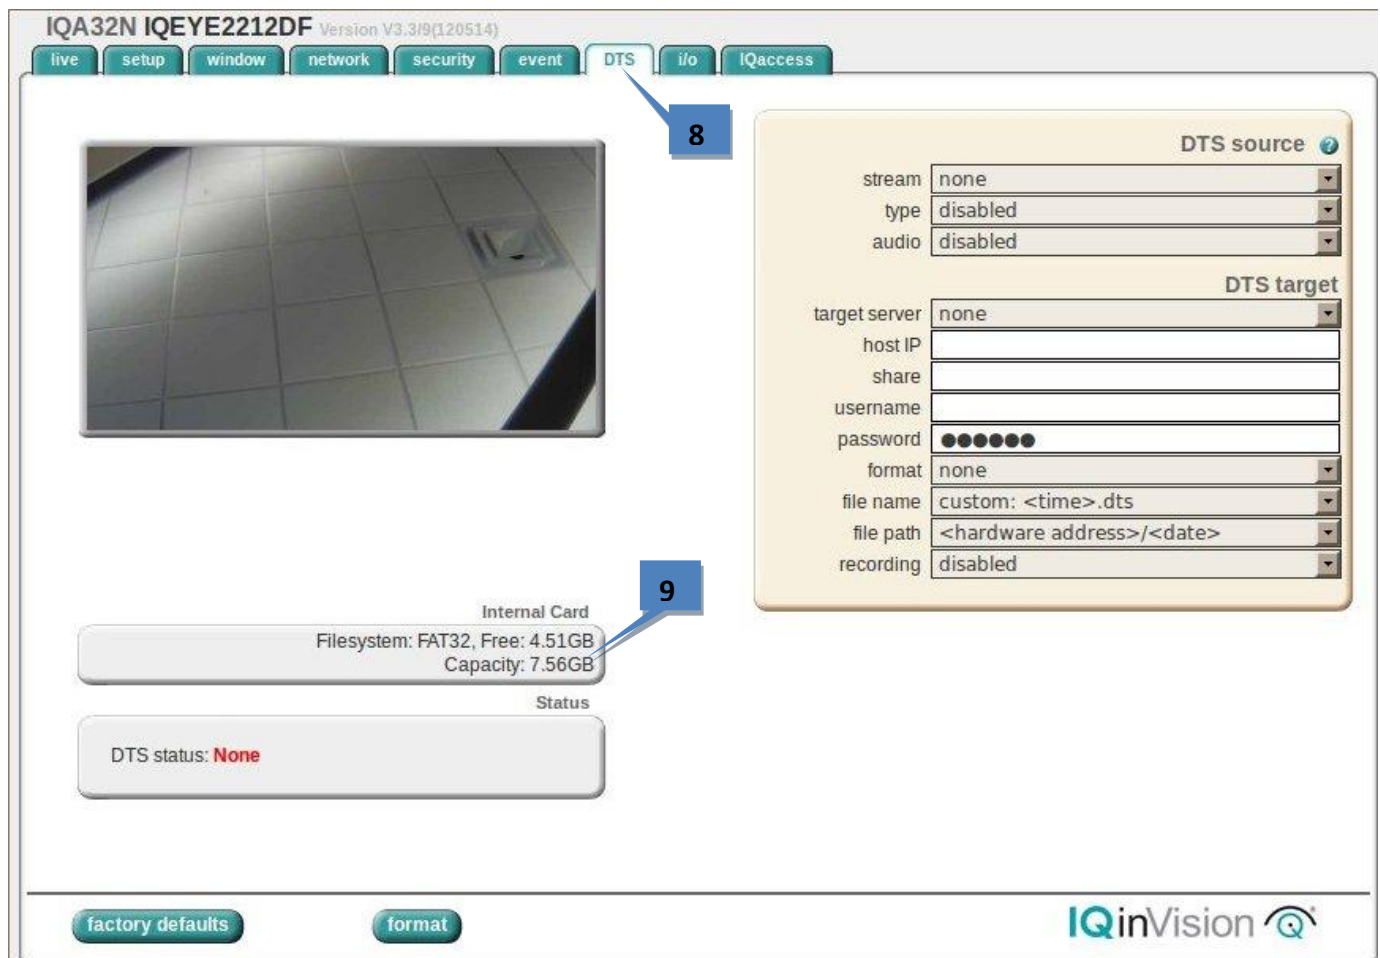 IQA32N IQEYE2212DF Version V3.3/9(120514)
live setup window network security event DTS i/o IQaccess
8
DTS source ?
stream none
type disabled
audio disabled
DTS target
target server none
host IP
share
username
password ●●●●●●
format none
file name custom: <time>.dts
file path <hardware address>/<date>
recording disabled
9
Internal Card
Filesystem: FAT32, Free: 4.51GB
Capacity: 7.56GB
Status
DTS status: None
factory defaults format
IQinVision